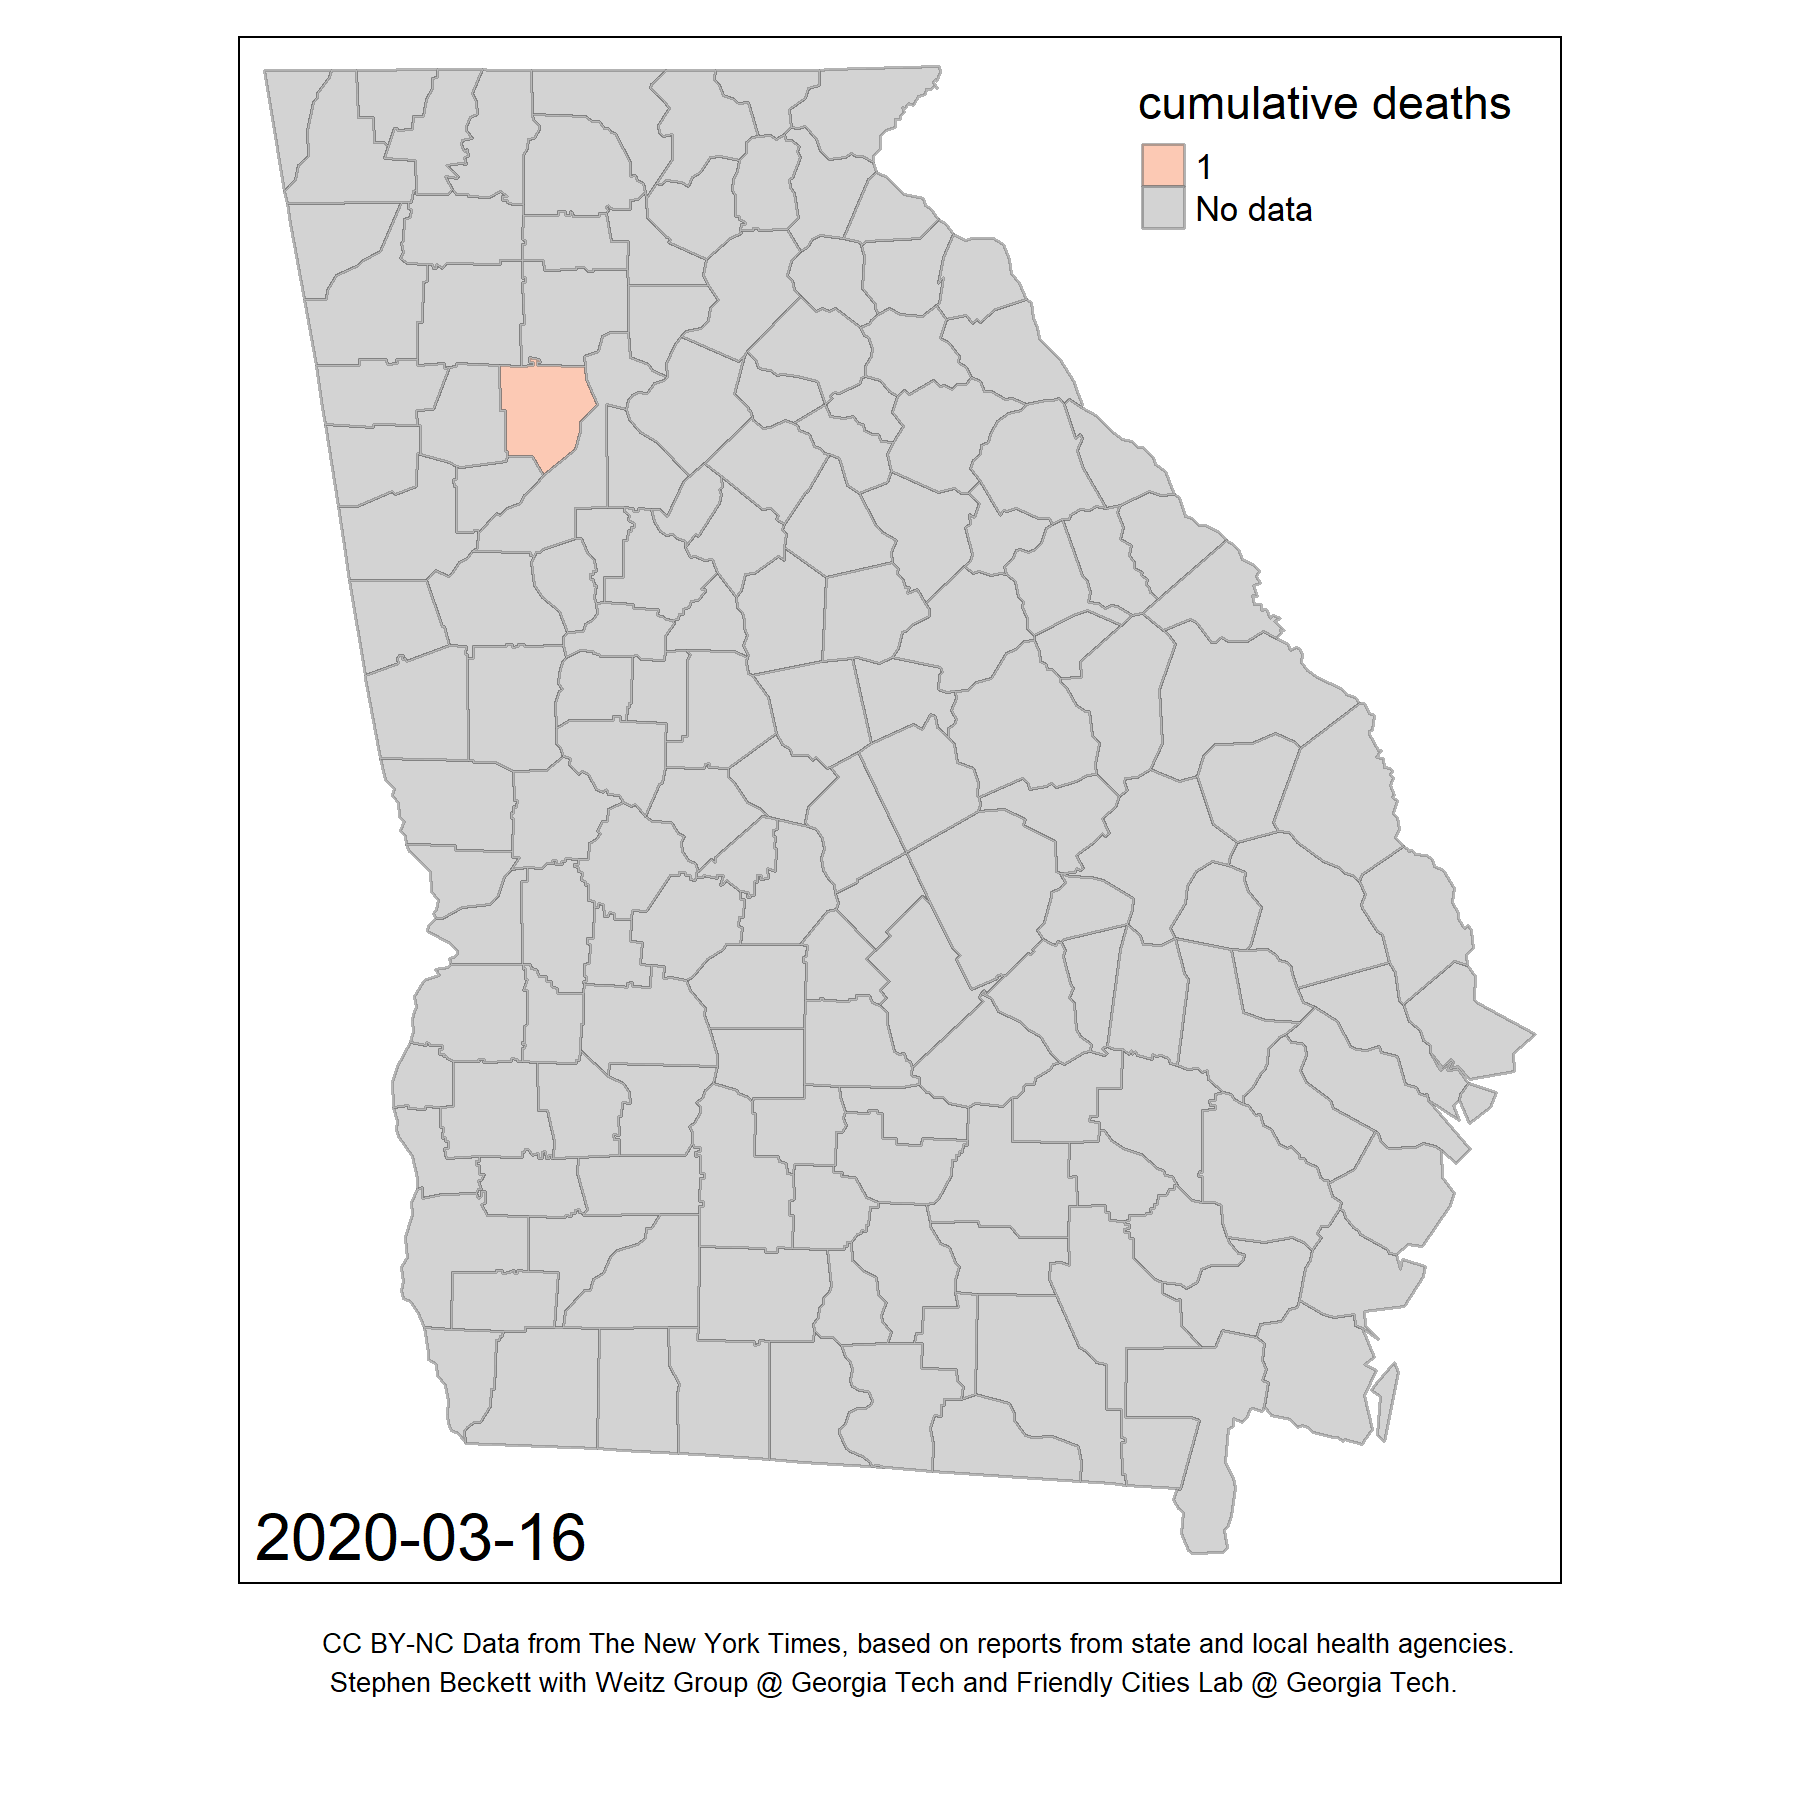 cumulative deaths
1
No data
2020-03-16
CC BY-NC Data from The New York Times, based on reports from state and local health agencies.
Stephen Beckett with Weitz Group @ Georgia Tech and Friendly Cities Lab @ Georgia Tech.